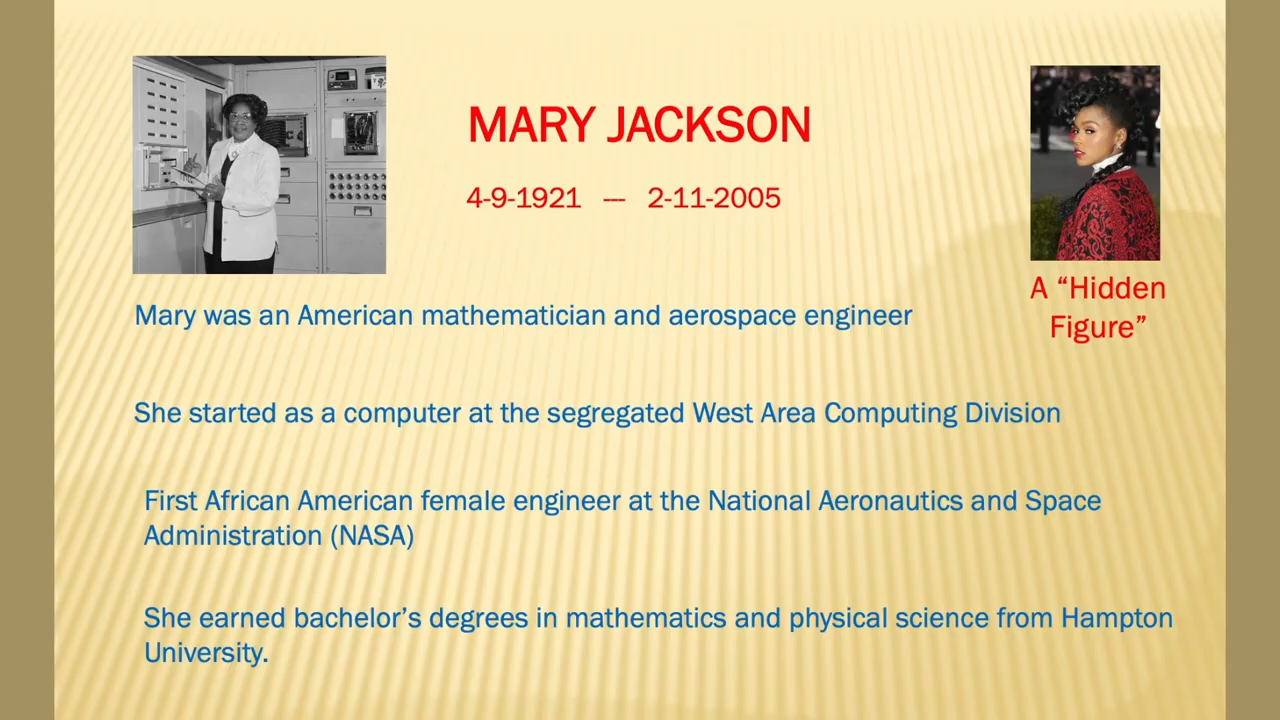 MARY JACKSON
4-9-1921 --- 2-11-2005
A “Hidden
Figure”
Mary was an American mathematician and aerospace engineer
She started as a computer at the segregated West Area Computing Division
First African American female engineer at the National Aeronautics and Space
Administration (NASA)
She earned bachelor’s degrees in mathematics and physical science from Hampton
University.